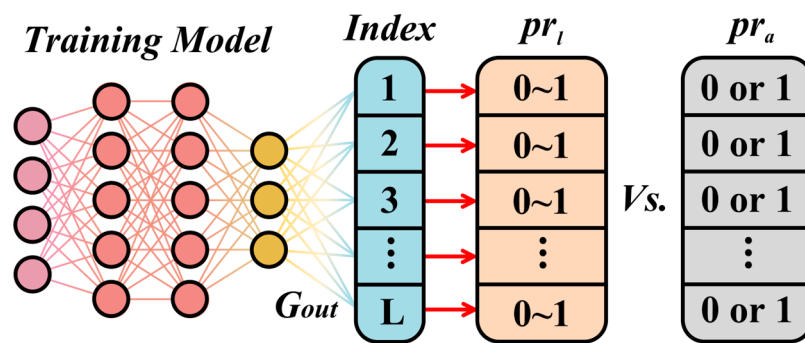 Training Model Index pr_l pr_a
1 0~1 0 or 1
2 0~1 0 or 1
3 0~1 Vs. 0 or 1
⋮ ⋮ ⋮
Gout L 0~1 0 or 1